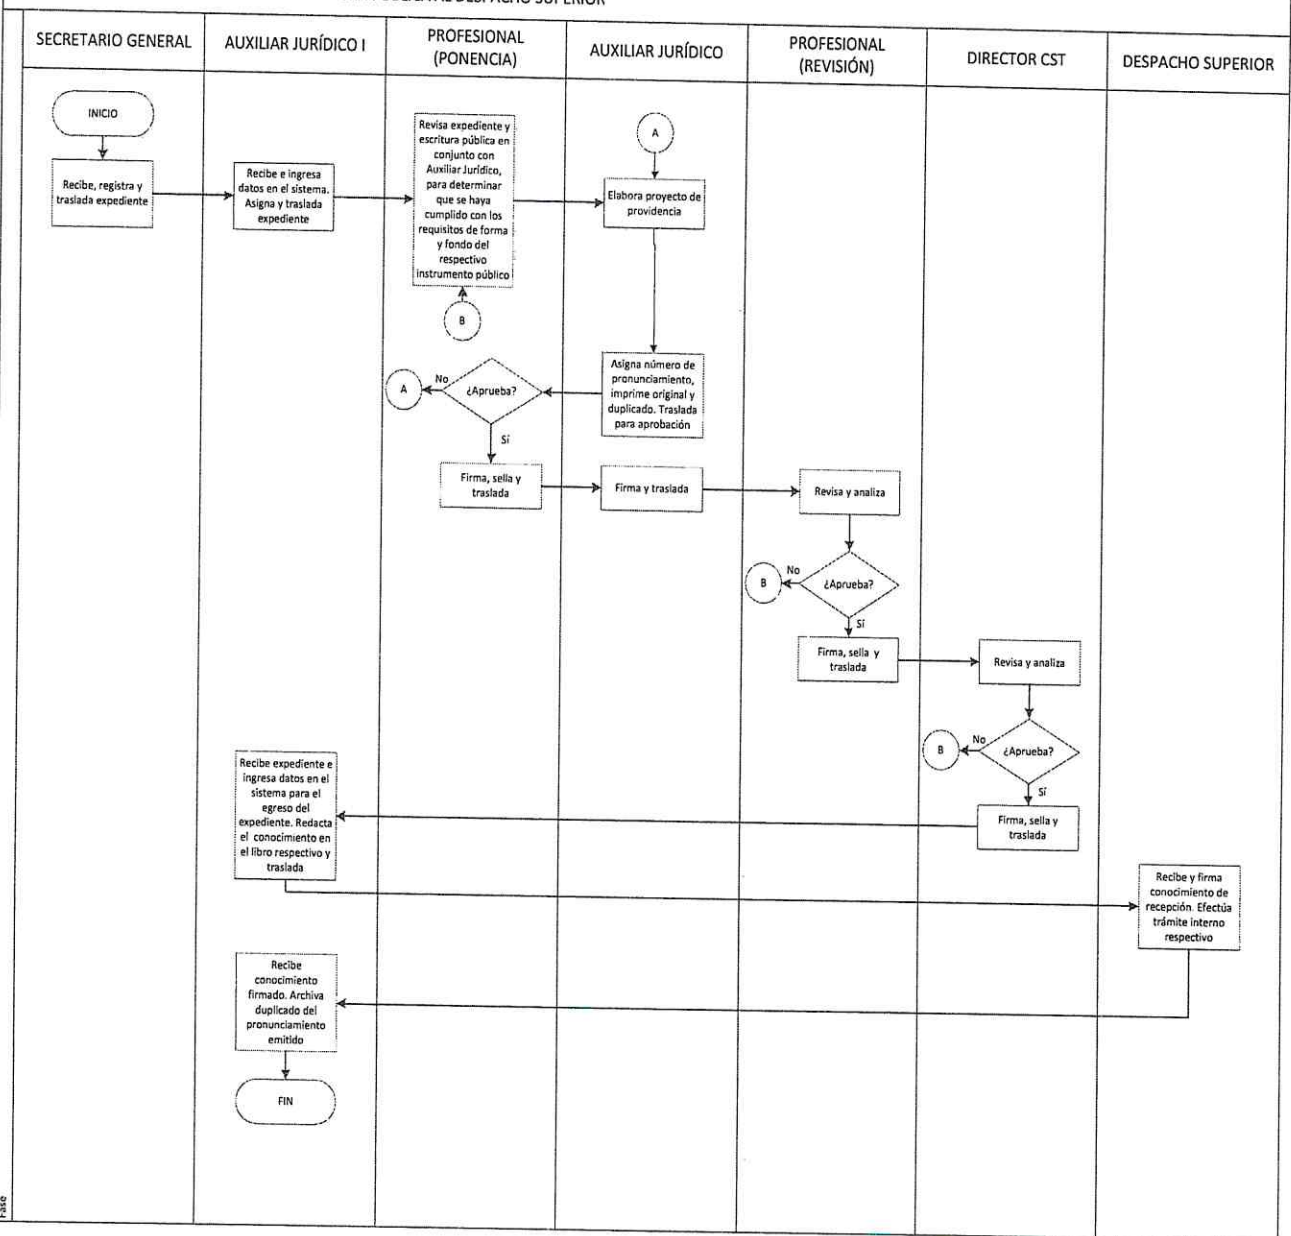 AL DESPACHO SUPERIOR
SECRETARIO GENERAL
AUXILIAR JURÍDICO I
PROFESIONAL
(PONENCIA)
AUXILIAR JURÍDICO
PROFESIONAL
(REVISIÓN)
DIRECTOR CST
DESPACHO SUPERIOR
INICIO
Recibe, registra y
traslada expediente
Recibe e ingresa
datos en el sistema.
Asigna y traslada
expediente
Revisa expediente y
escritura pública en
conjunto con
Auxiliar Jurídico,
para determinar
que se haya
cumplido con los
requisitos de forma
y fondo del
respectivo
instrumento público
B
A
Elabora proyecto de
providencia
Asigna número de
pronunciamiento,
imprime original y
duplicado. Traslada
para aprobación
¿Aprueba?
No
A
Sí
Firma, sella y
traslada
Firma y traslada
Revisa y analiza
¿Aprueba?
No
B
Sí
Firma, sella y
traslada
Revisa y analiza
¿Aprueba?
No
B
Sí
Firma, sella y
traslada
Recibe expediente e
ingresa datos en el
sistema para el
egreso del
expediente. Redacta
el conocimiento en
el libro respectivo y
traslada
Recibe y firma
conocimiento de
recepción. Efectúa
trámite interno
respectivo
Recibe
conocimiento
firmado. Archiva
duplicado del
pronunciamiento
emitido
FIN
Fase